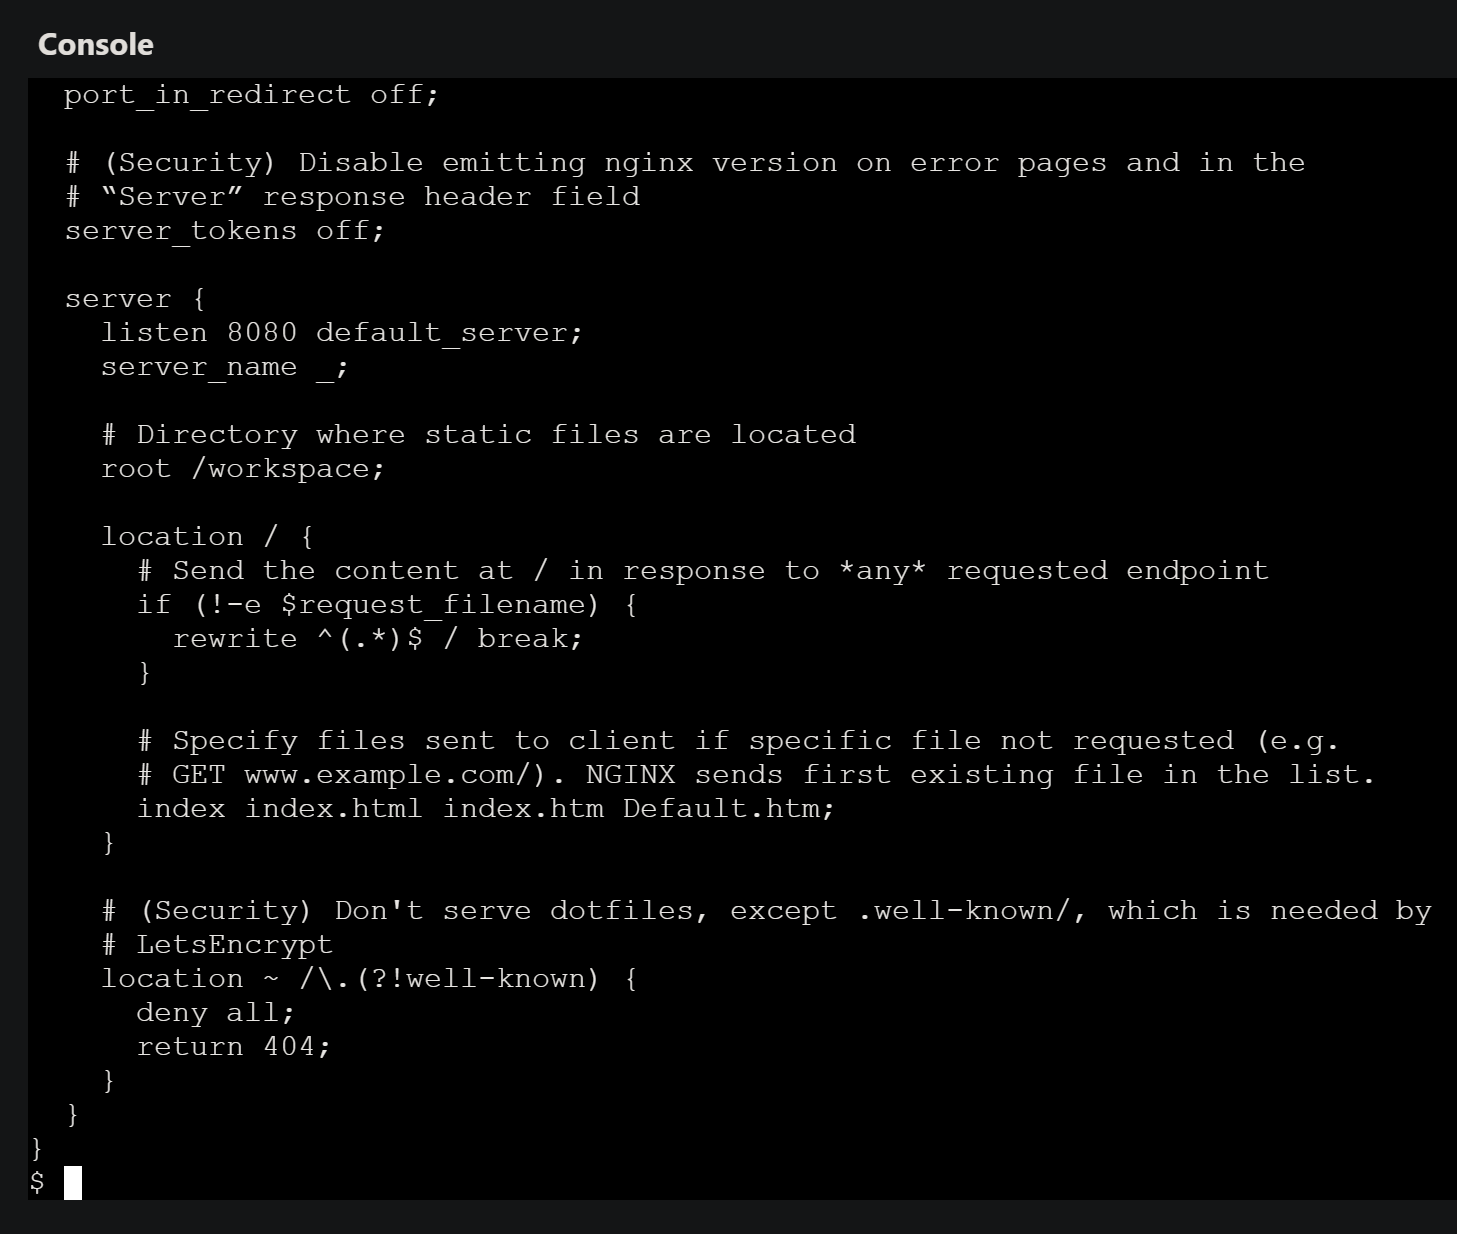 Console
port_in_redirect off;
# (Security) Disable emitting nginx version on error pages and in the
# “Server” response header field
server_tokens off;
server {
listen 8080 default_server;
server_name _;
# Directory where static files are located
root /workspace;
location / {
# Send the content at / in response to *any* requested endpoint
if (!-e $request_filename) {
rewrite ^(.*)$ / break;
}
# Specify files sent to client if specific file not requested (e.g.
# GET www.example.com/). NGINX sends first existing file in the list.
index index.html index.htm Default.htm;
}
# (Security) Don't serve dotfiles, except .well-known/, which is needed by
# LetsEncrypt
location ~ /\.(?!well-known) {
deny all;
return 404;
}
}
}
$